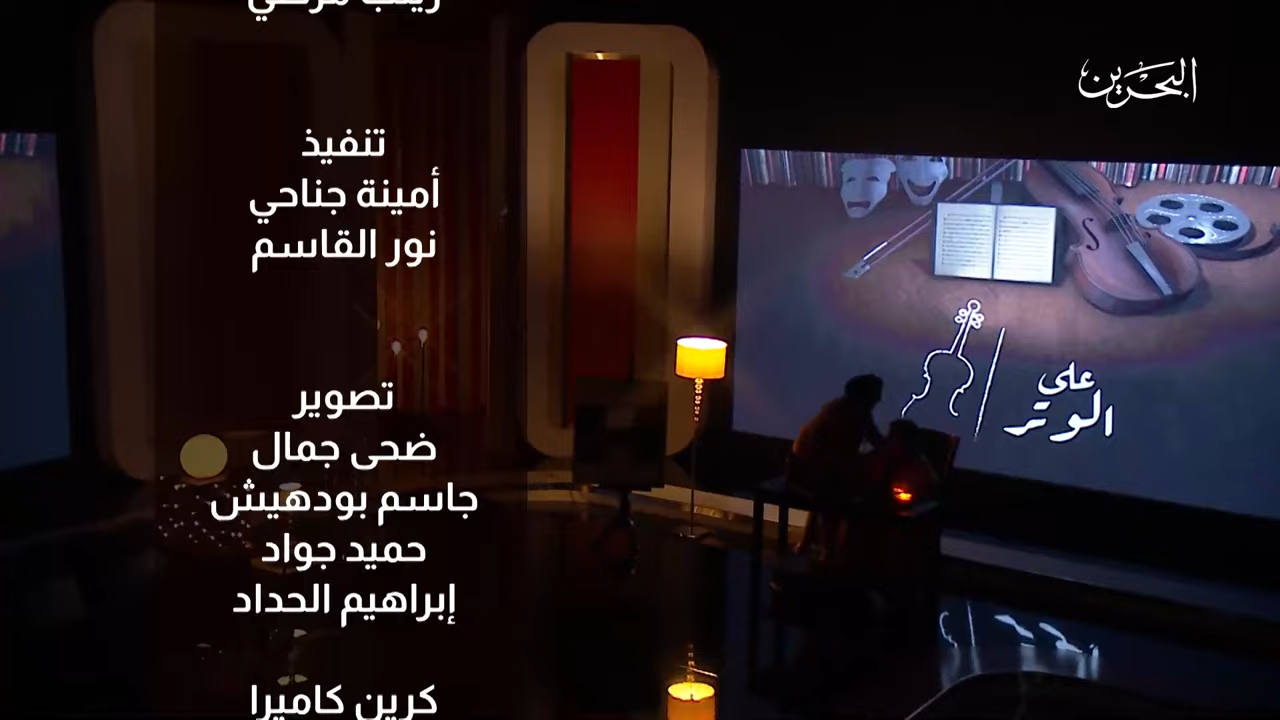 البحرين
تنفيذ
أمينة جناحي
نور القاسم
تصوير
ضحى جمال
جاسم بودهيش
حميد جواد
إبراهيم الحداد
كرين كاميرا
على
الوتر